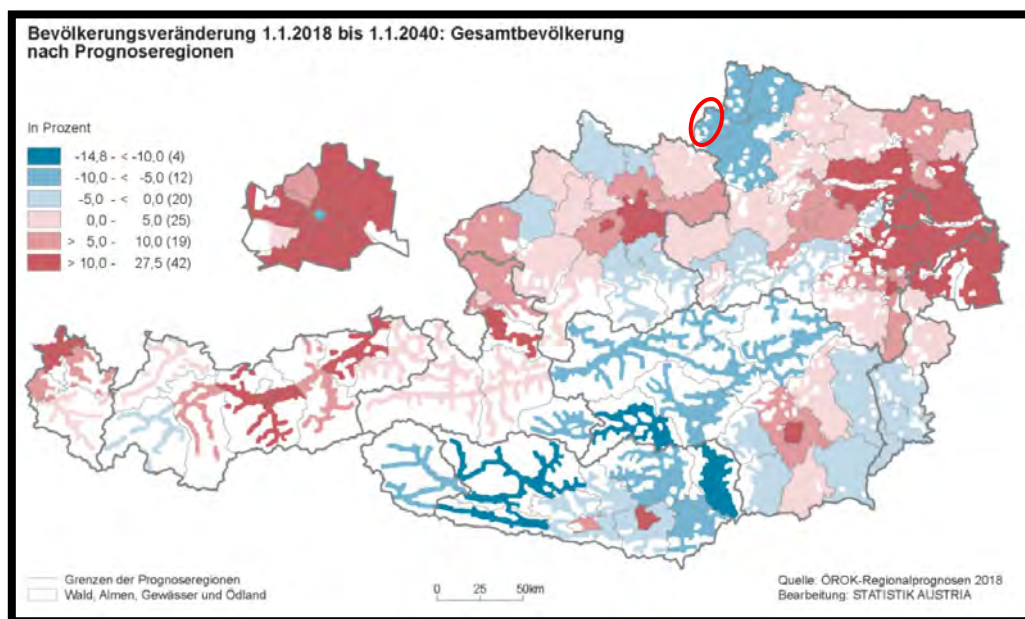 Bevölkerungsveränderung 1.1.2018 bis 1.1.2040: Gesamtbevölkerung
nach Prognoseregionen
In Prozent
-14,8 - < -10,0 (4)
-10,0 - < -5,0 (12)
-5,0 - < 0,0 (20)
0,0 - 5,0 (25)
> 5,0 - 10,0 (19)
> 10,0 - 27,5 (42)
Grenzen der Prognoseregionen
Wald, Almen, Gewässer und Ödland
0 25 50km
Quelle: ÖROK-Regionalprognosen 2018
Bearbeitung: STATISTIK AUSTRIA